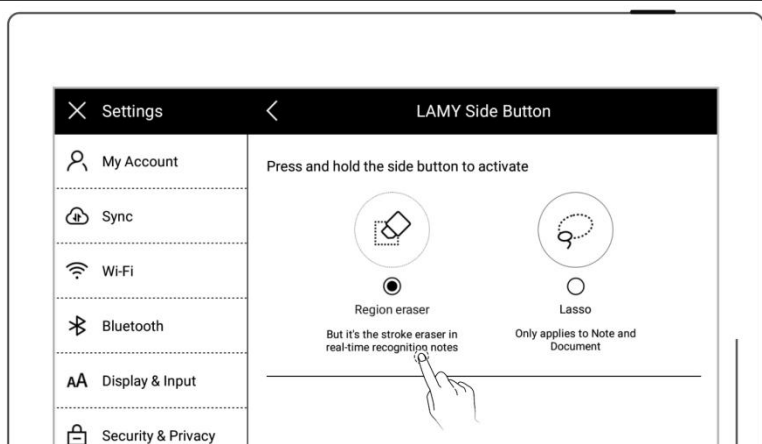 Settings
LAMY Side Button
My Account
Sync
Wi-Fi
Bluetooth
AA Display & Input
Security & Privacy
Press and hold the side button to activate
Region eraser
But it's the stroke eraser in
real-time recognition notes
Lasso
Only applies to Note and
Document